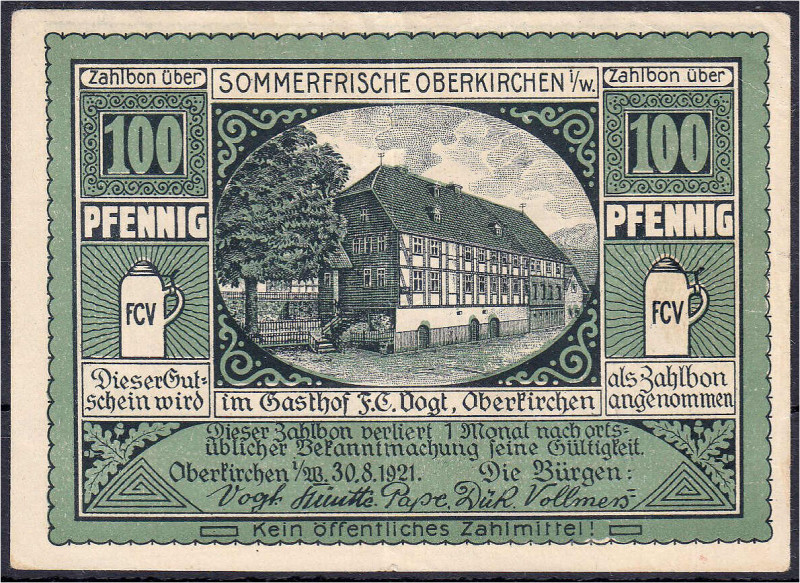 Zahlbon über
SOMMERFRISCHE OBERKIRCHEN i/w.
Zahlbon über
100
100
PFENNIG
PFENNIG
FCV
FCV
Dieser Gut-
schein wird
im Gasthof F.C. Vogt, Oberkirchen
als Zahlbon
angenommen
Dieser Zahlbon verliert 1 Monat nach orts-
üblicher Bekanntmachung seine Gültigkeit.
Oberkirchen i/W. 30.8.1921. Die Bürgen:
Vogt Pape. Vollmers
Kein öffentliches Zahlmittel!